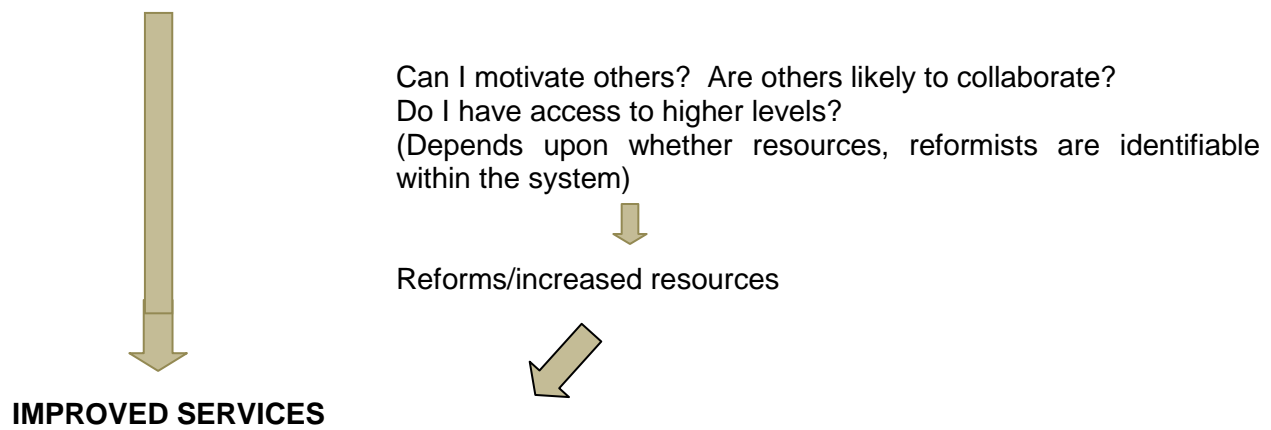 Can I motivate others? Are others likely to collaborate?
Do I have access to higher levels?
(Depends upon whether resources, reformists are identifiable
within the system)
Reforms/increased resources
IMPROVED SERVICES